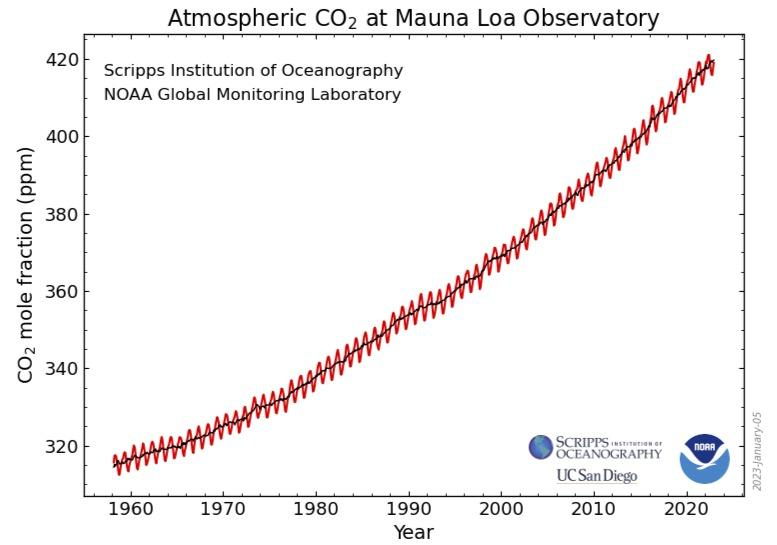 Atmospheric CO₂ at Mauna Loa Observatory
Scripps Institution of Oceanography
NOAA Global Monitoring Laboratory
CO₂ mole fraction (ppm)
420
400
380
360
340
320
SCRIPPS INSTITUTION OF
OCEANOGRAPHY
UC San Diego
NOAA
2023-January-05
1960 1970 1980 1990 2000 2010 2020
Year